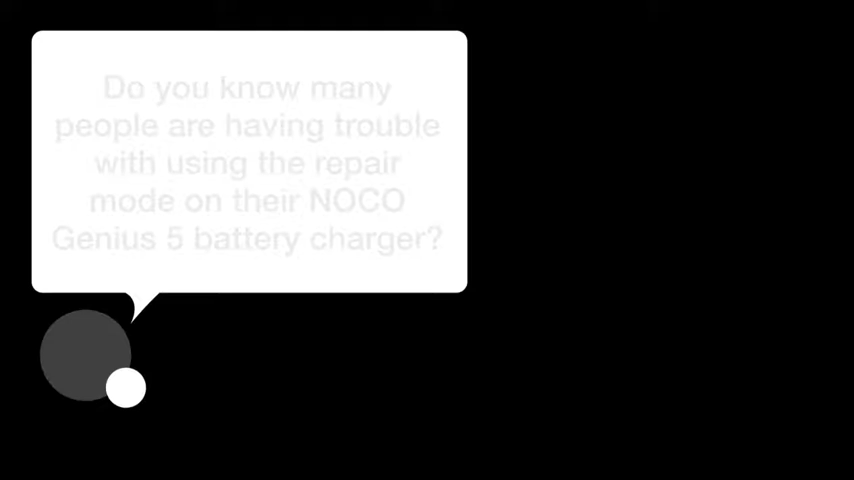 Do you know many
people are having trouble
with using the repair
mode on their NOCO
Genius 5 battery charger?